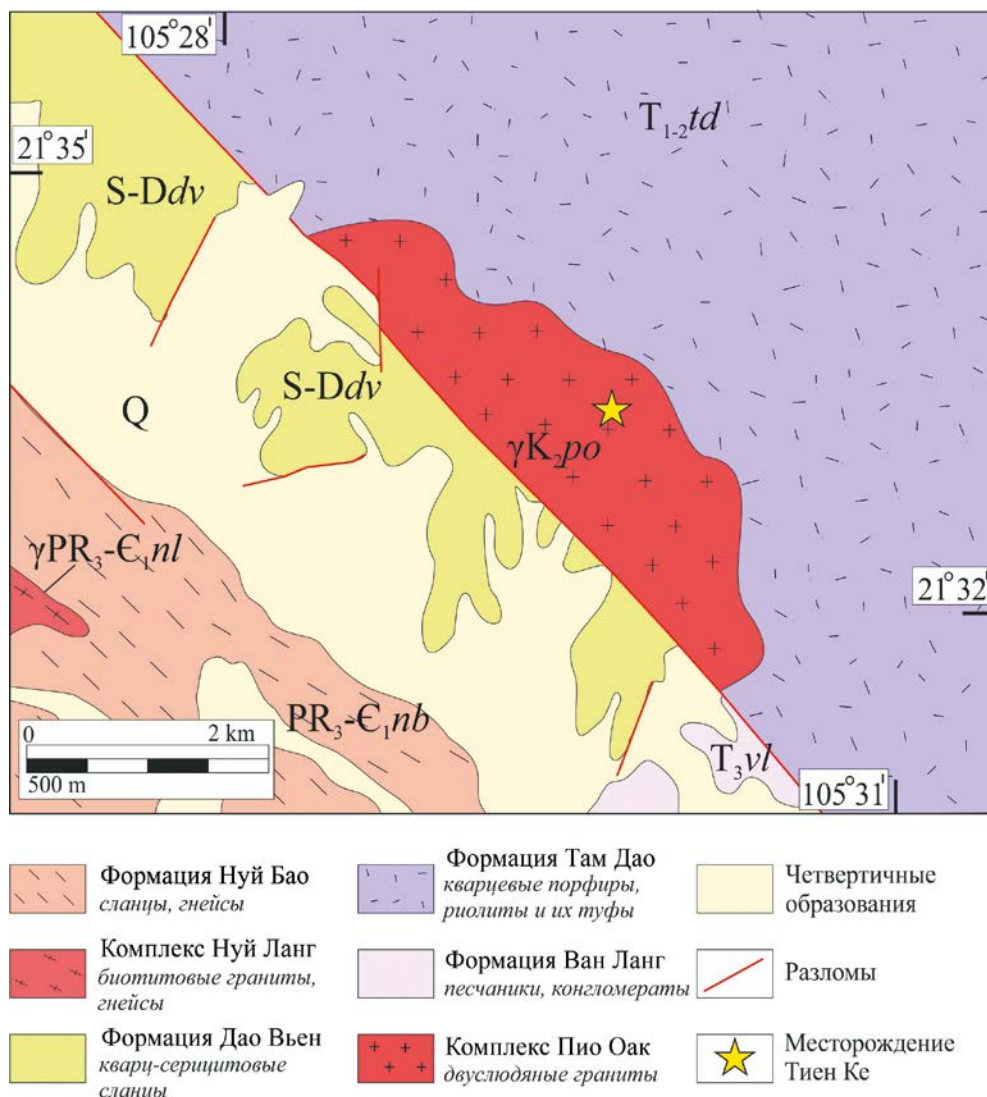 105°28'
T₁₋₂td
21°35'
S-Ddv
S-Ddv
Q
γK₂po
γPR₃-Є₁nl
21°32'
PR₃-Є₁nb
0 2 km
500 m
T₃vl
105°31'
Формация Нуй Бао
сланцы, гнейсы
Комплекс Нуй Ланг
биотитовые граниты,
гнейсы
Формация Дао Вьен
кварц-серицитовые
сланцы
Формация Там Дао
кварцевые порфиры,
риолиты и их туфы
Формация Ван Ланг
песчаники, конгломераты
Комплекс Пио Оак
двуслюдяные граниты
Четвертичные
образования
Разломы
Месторождение
Тиен Ке